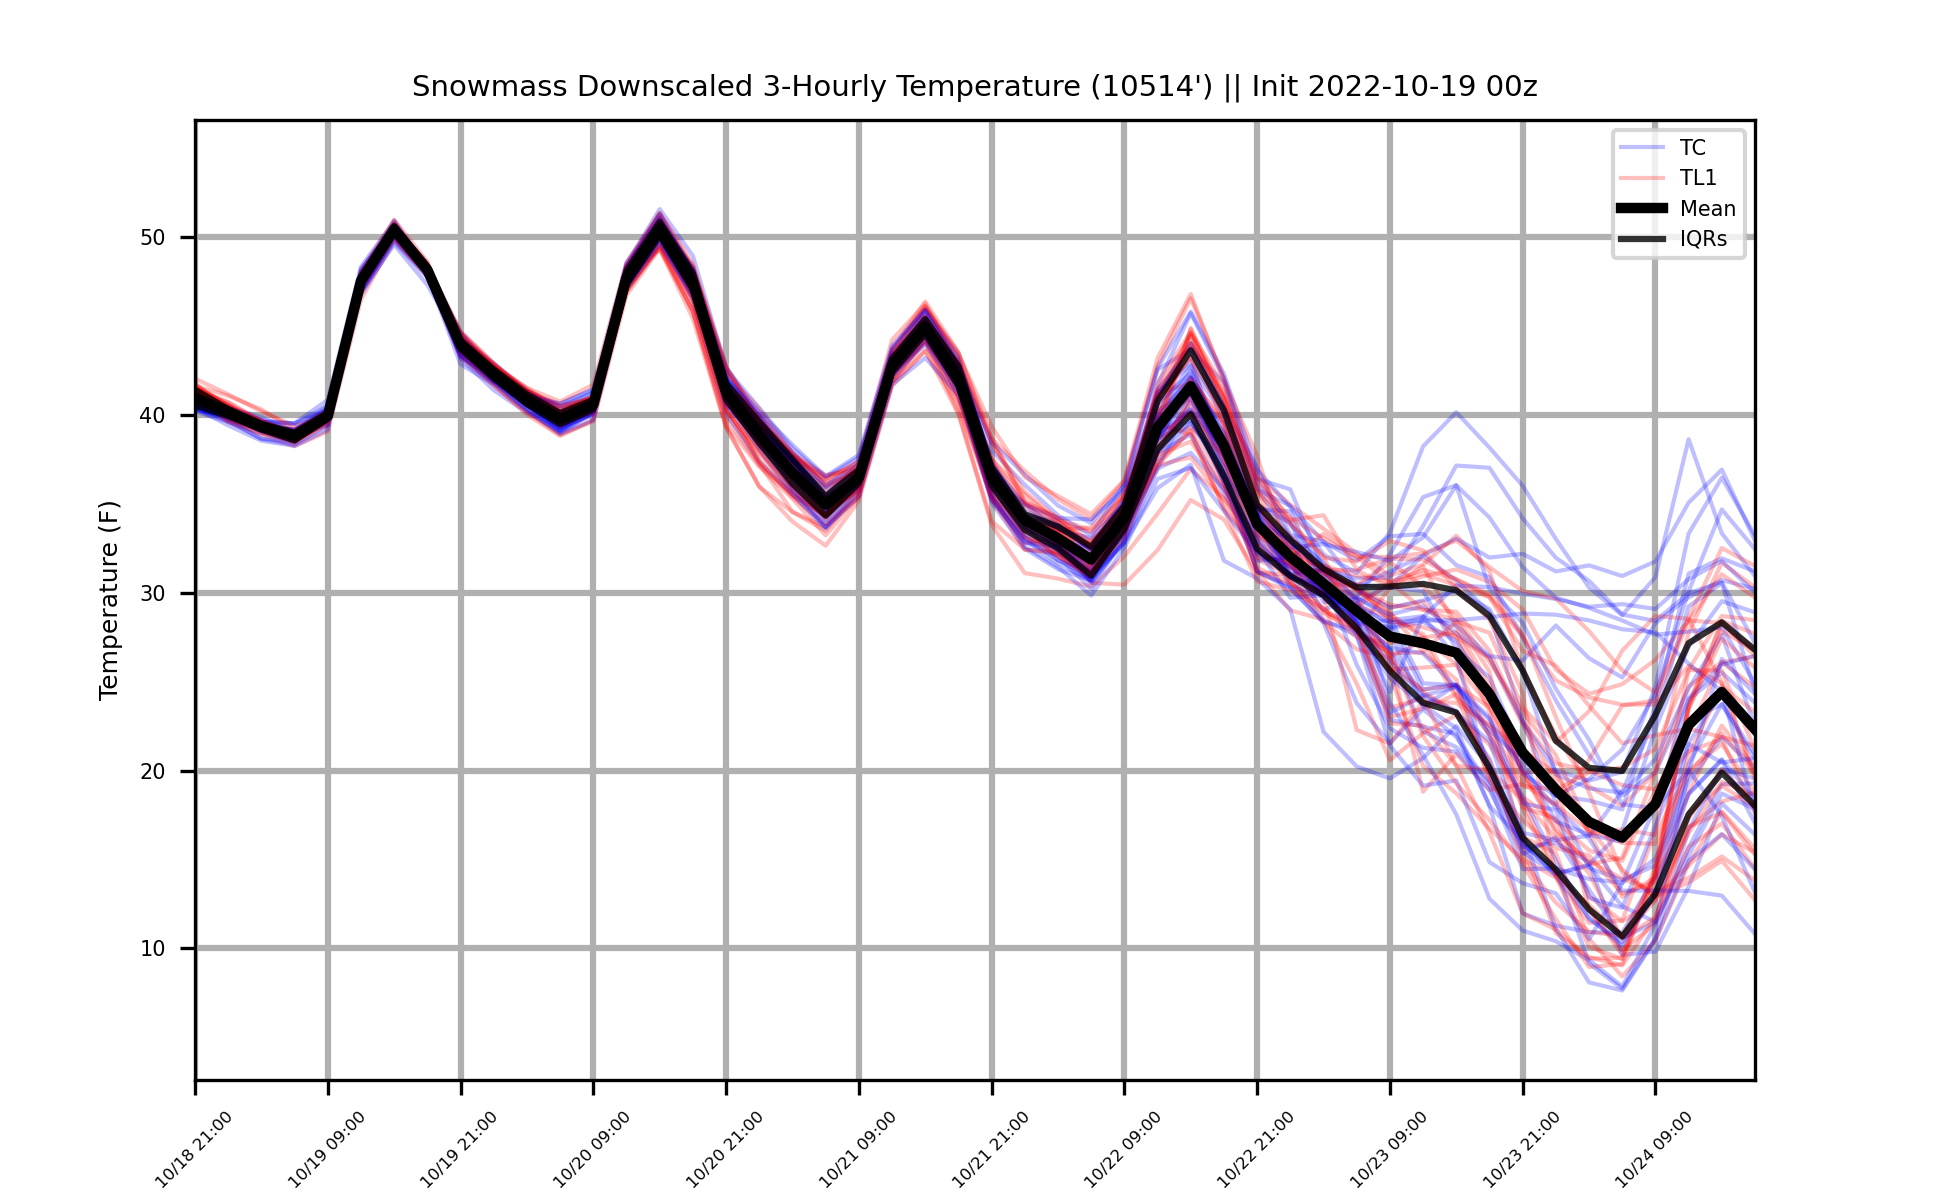 Snowmass Downscaled 3-Hourly Temperature (10514') || Init 2022-10-19 00z
TC
TL1
Mean
IQRs
Temperature (F)
50
40
30
20
10
10/18 21:00
10/19 09:00
10/19 21:00
10/20 09:00
10/20 21:00
10/21 09:00
10/21 21:00
10/22 09:00
10/22 21:00
10/23 09:00
10/23 21:00
10/24 09:00